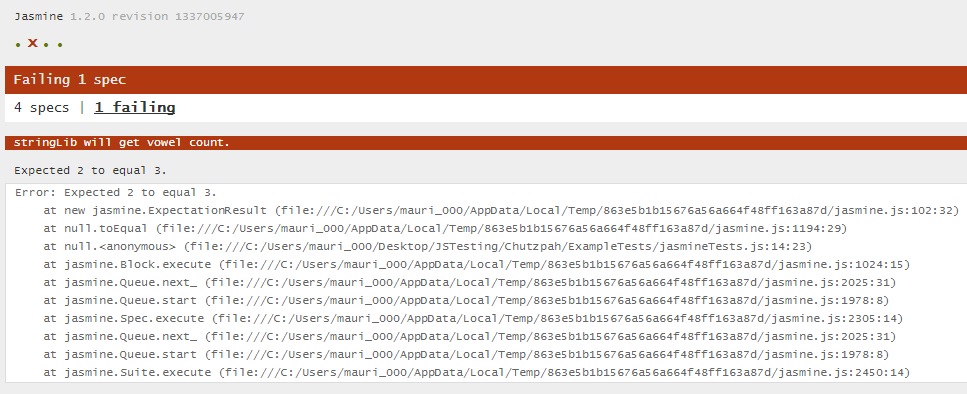 Jasmine 1.2.0 revision 1337005947
. x . .
Failing 1 spec
4 specs | 1 failing
stringLib will get vowel count.
Expected 2 to equal 3.
Error: Expected 2 to equal 3.
at new jasmine.ExpectationResult (file:///C:/Users/mauri_000/AppData/Local/Temp/863e5b1b15676a56a664f48ff163a87d/jasmine.js:102:32)
at null.toEqual (file:///C:/Users/mauri_000/AppData/Local/Temp/863e5b1b15676a56a664f48ff163a87d/jasmine.js:1194:29)
at null.<anonymous> (file:///C:/Users/mauri_000/Desktop/JSTesting/Chutzpah/ExampleTests/jasmineTests.js:14:23)
at jasmine.Block.execute (file:///C:/Users/mauri_000/AppData/Local/Temp/863e5b1b15676a56a664f48ff163a87d/jasmine.js:1024:15)
at jasmine.Queue.next_ (file:///C:/Users/mauri_000/AppData/Local/Temp/863e5b1b15676a56a664f48ff163a87d/jasmine.js:2025:31)
at jasmine.Queue.start (file:///C:/Users/mauri_000/AppData/Local/Temp/863e5b1b15676a56a664f48ff163a87d/jasmine.js:1978:8)
at jasmine.Spec.execute (file:///C:/Users/mauri_000/AppData/Local/Temp/863e5b1b15676a56a664f48ff163a87d/jasmine.js:2305:14)
at jasmine.Queue.next_ (file:///C:/Users/mauri_000/AppData/Local/Temp/863e5b1b15676a56a664f48ff163a87d/jasmine.js:2025:31)
at jasmine.Queue.start (file:///C:/Users/mauri_000/AppData/Local/Temp/863e5b1b15676a56a664f48ff163a87d/jasmine.js:1978:8)
at jasmine.Suite.execute (file:///C:/Users/mauri_000/AppData/Local/Temp/863e5b1b15676a56a664f48ff163a87d/jasmine.js:2450:14)